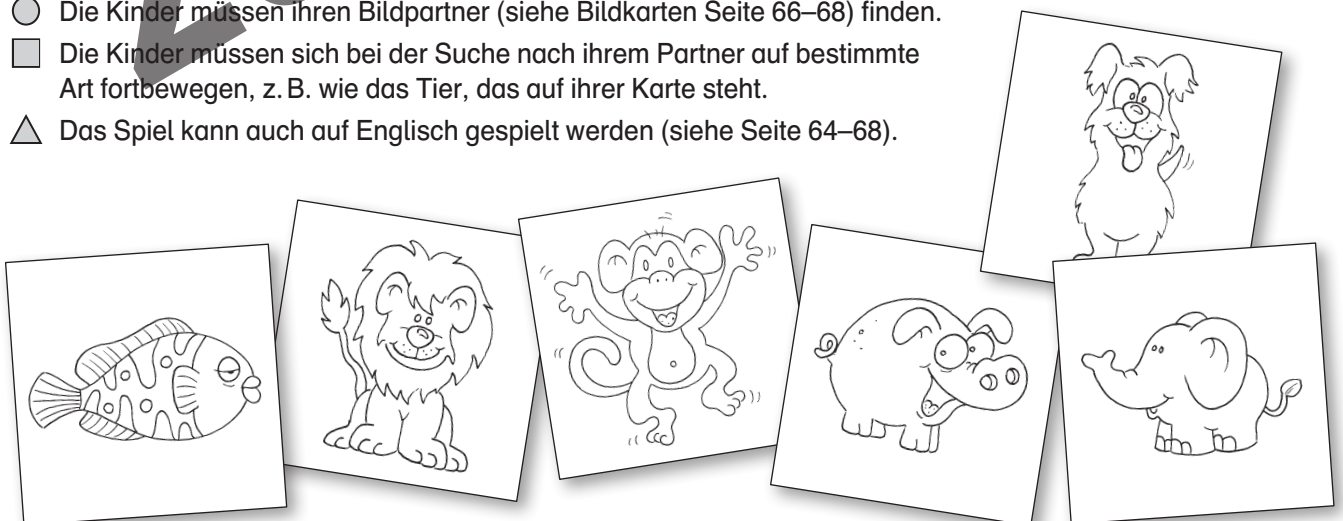 Die Kinder müssen ihren Bildpartner (siehe Bildkarten Seite 66–68) finden.
Die Kinder müssen sich bei der Suche nach ihrem Partner auf bestimmte
Art fortbewegen, z. B. wie das Tier, das auf ihrer Karte steht.
Das Spiel kann auch auf Englisch gespielt werden (siehe Seite 64–68).